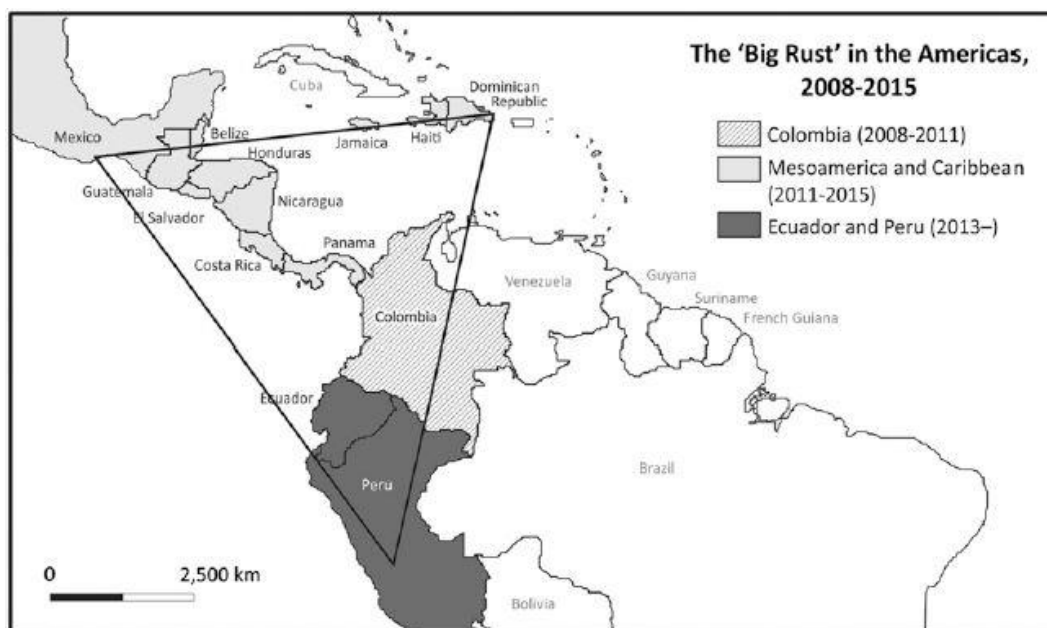 The 'Big Rust' in the Americas,
2008-2015
Colombia (2008-2011)
Mesoamerica and Caribbean
(2011-2015)
Ecuador and Peru (2013–)
Cuba
Dominican
Republic
Mexico
Belize
Haiti
Jamaica
Honduras
Guatemala
El Salvador
Nicaragua
Costa Rica
Panama
Venezuela
Guyana
Suriname
French Guiana
Colombia
Ecuador
Peru
Brazil
Bolivia
0 2,500 km